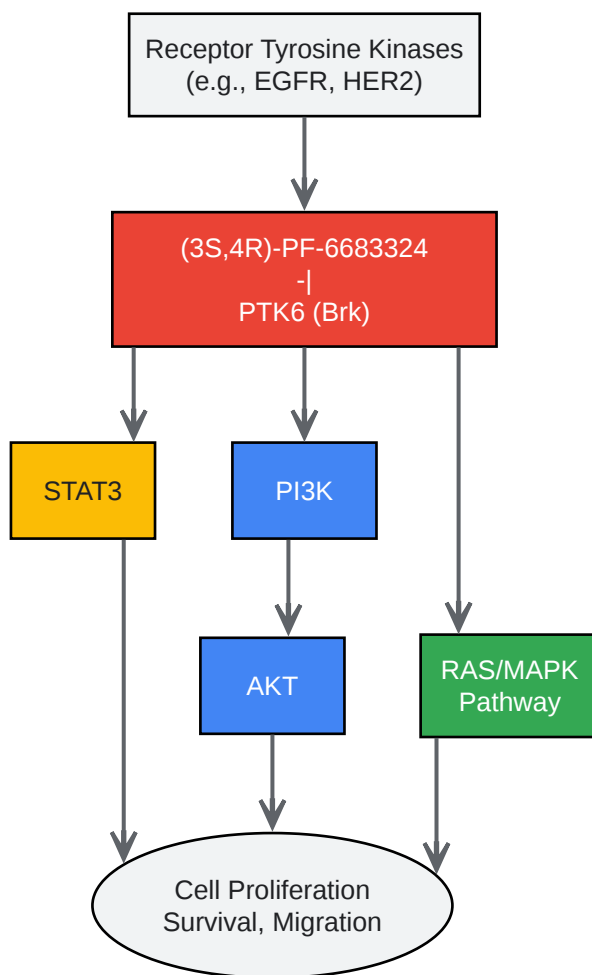 Receptor Tyrosine Kinases
(e.g., EGFR, HER2)
(3S,4R)-PF-6683324
-|
PTK6 (Brk)
STAT3
PI3K
AKT
RAS/MAPK
Pathway
Cell Proliferation
Survival, Migration